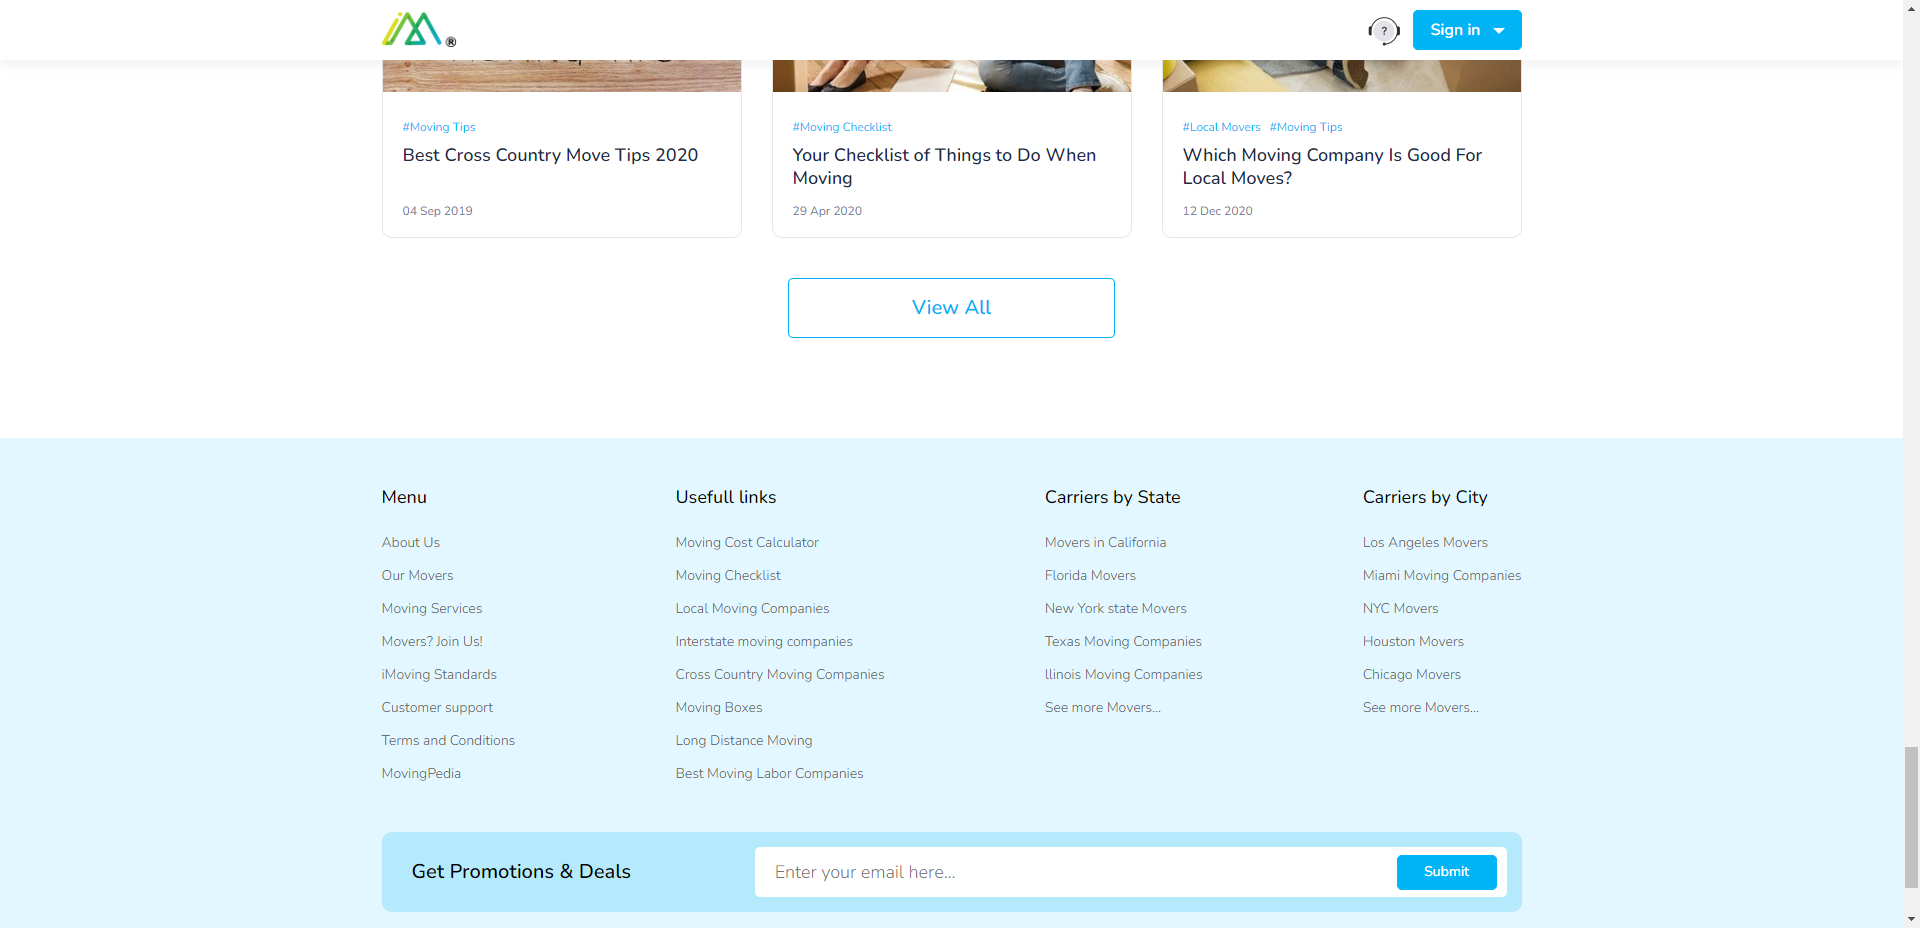 ®
?
Sign in
#Moving Tips
Best Cross Country Move Tips 2020
04 Sep 2019
#Moving Checklist
Your Checklist of Things to Do When
Moving
29 Apr 2020
#Local Movers #Moving Tips
Which Moving Company Is Good For
Local Moves?
12 Dec 2020
View All
Menu
About Us
Our Movers
Moving Services
Movers? Join Us!
iMoving Standards
Customer support
Terms and Conditions
MovingPedia
Usefull links
Moving Cost Calculator
Moving Checklist
Local Moving Companies
Interstate moving companies
Cross Country Moving Companies
Moving Boxes
Long Distance Moving
Best Moving Labor Companies
Carriers by State
Movers in California
Florida Movers
New York state Movers
Texas Moving Companies
llinois Moving Companies
See more Movers...
Carriers by City
Los Angeles Movers
Miami Moving Companies
NYC Movers
Houston Movers
Chicago Movers
See more Movers...
Get Promotions & Deals
Enter your email here...
Submit